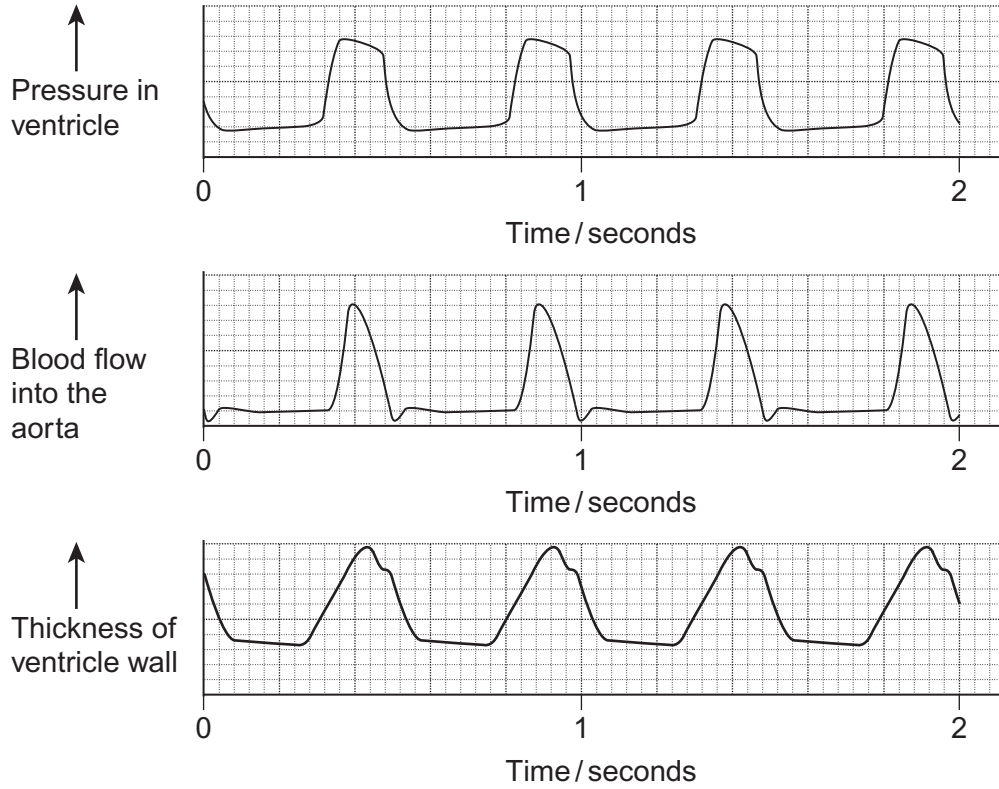 Pressure in
ventricle
0 1 2
Time / seconds
Blood flow
into the
aorta
0 1 2
Time / seconds
Thickness of
ventricle wall
0 1 2
Time / seconds